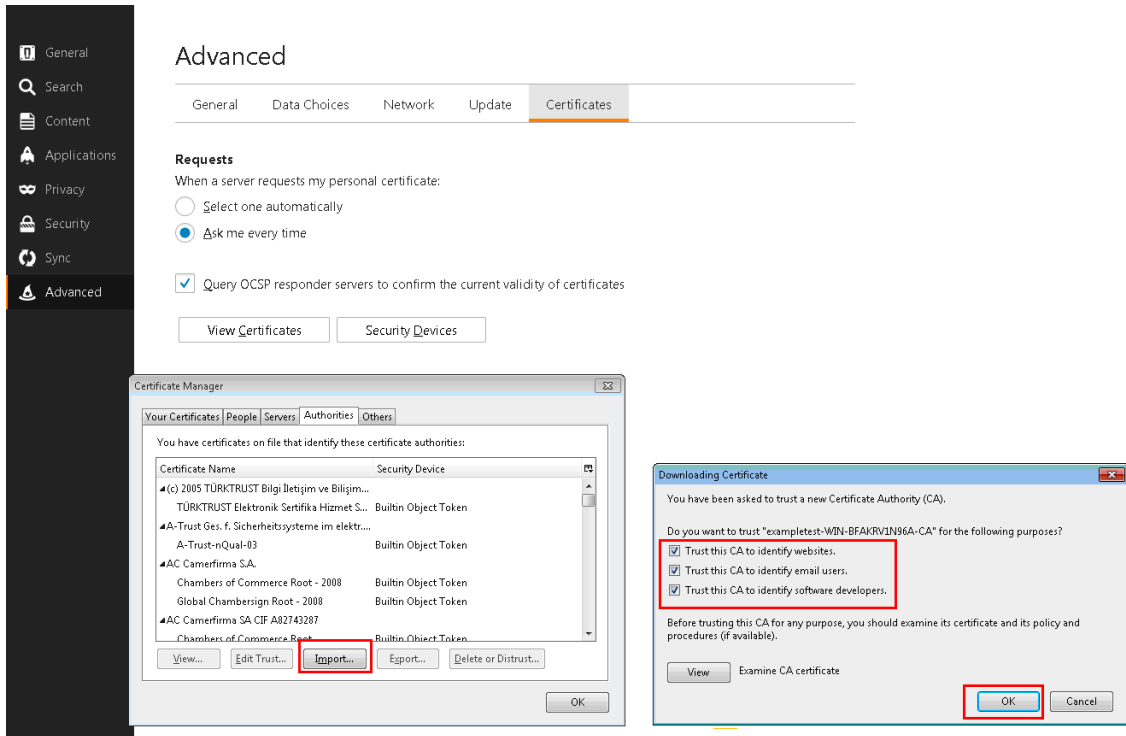 General
Search
Content
Applications
Privacy
Security
Sync
Advanced
Advanced
General Data Choices Network Update Certificates
Requests
When a server requests my personal certificate:
Select one automatically
Ask me every time
Query OCSP responder servers to confirm the current validity of certificates
View Certificates Security Devices
Certificate Manager
Your Certificates People Servers Authorities Others
You have certificates on file that identify these certificate authorities:
Certificate Name Security Device
(c) 2005 TÜRKTRUST Bilgi İletişim ve Bilişim...
TÜRKTRUST Elektronik Sertifika Hizmet S... Builtin Object Token
A-Trust Ges. f. Sicherheitssysteme im elektr....
A-Trust-nQual-03 Builtin Object Token
AC Camerfirma S.A.
Chambers of Commerce Root - 2008 Builtin Object Token
Global Chambersign Root - 2008 Builtin Object Token
AC Camerfirma SA CIF A82743287
Chambers of Commerce Root Builtin Object Token
View... Edit Trust... Import... Export... Delete or Distrust...
OK
Downloading Certificate
You have been asked to trust a new Certificate Authority (CA).
Do you want to trust "exampletest-WIN-BFAKRV1N96A-CA" for the following purposes?
Trust this CA to identify websites.
Trust this CA to identify email users.
Trust this CA to identify software developers.
Before trusting this CA for any purpose, you should examine its certificate and its policy and
procedures (if available).
View Examine CA certificate
OK Cancel